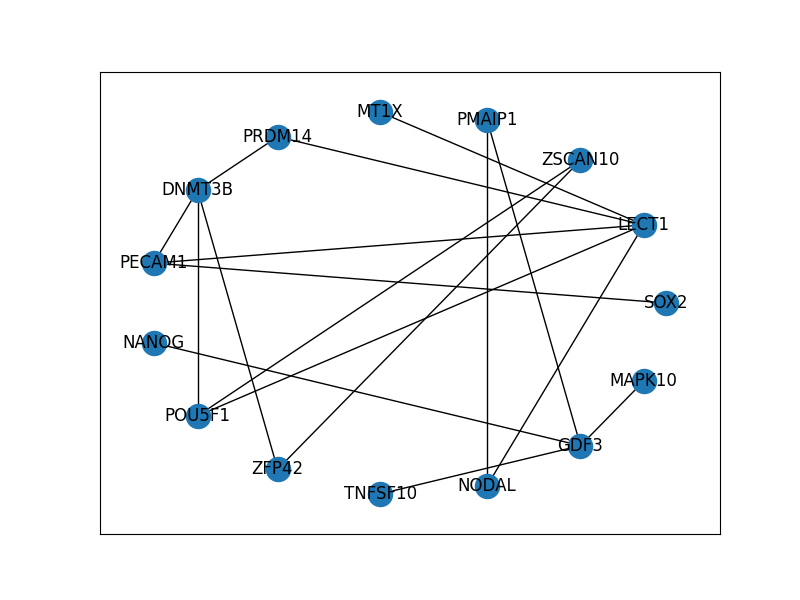 MT1X
PMAIP1
PRDM14
ZSCAN10
DNMT3B
LECT1
PECAM1
SOX2
NANOG
MAPK10
POU5F1
GDF3
ZFP42
NODAL
TNFSF10